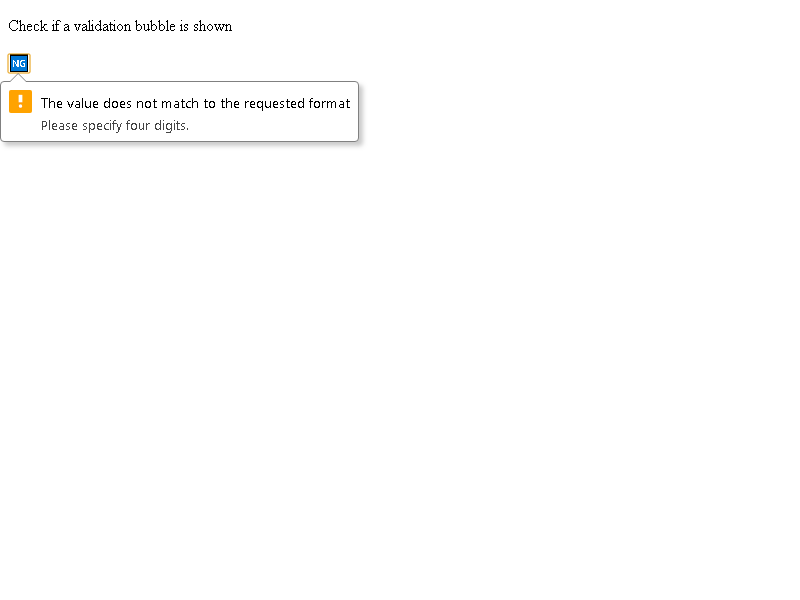 Check if a validation bubble is shown
NG
The value does not match to the requested format
Please specify four digits.